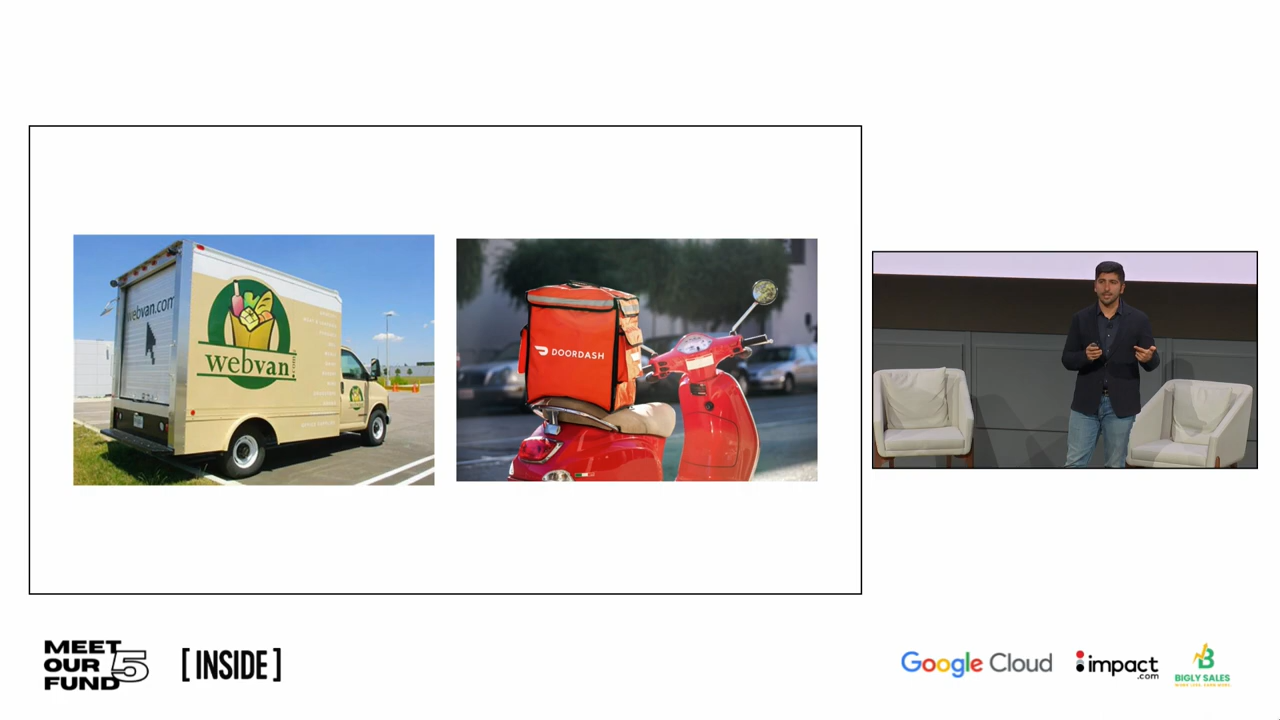 webvan.com
webvan
DOORDASH
MEET
OUR 5
FUND
[INSIDE]
Google Cloud
impact
.com
BIGLY SALES